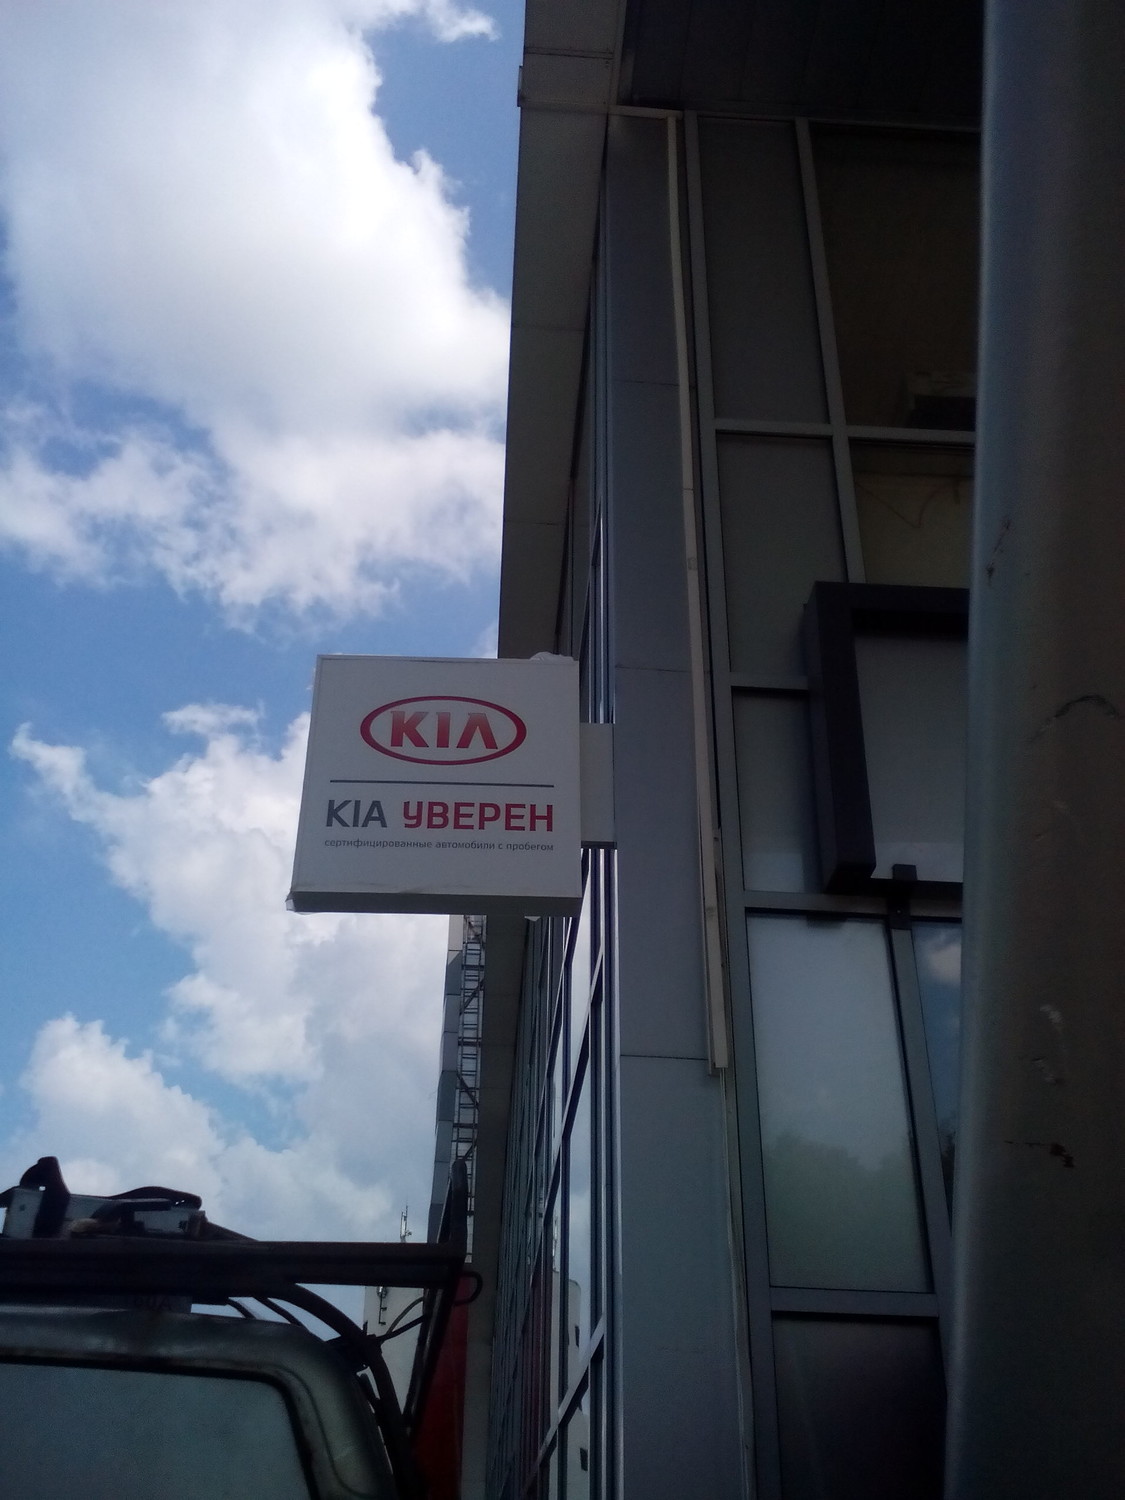 KIA
KIA УВЕРЕН
сертифицированные автомобили с пробегом